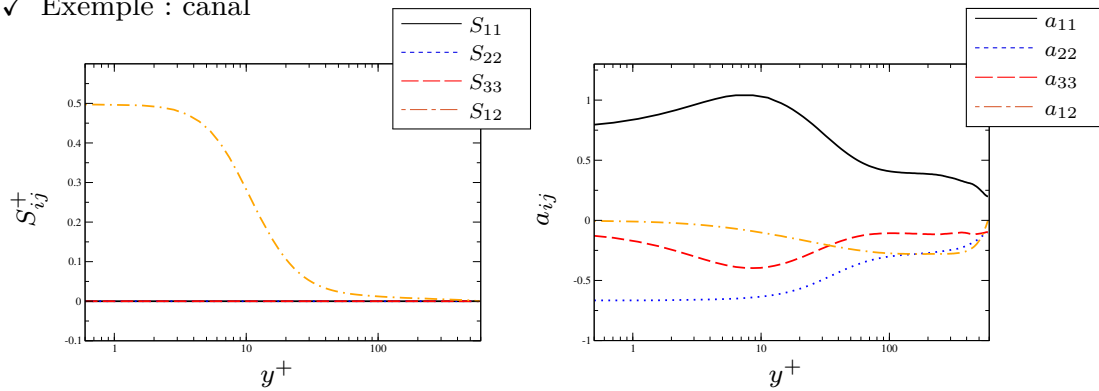 ✓ Exemple : canal
S₁₁
S₂₂
S₃₃
S₁₂
0.5
0.4
0.3
0.2
0.1
0
-0.1
1
10
100
S⁺ᵢⱼ
y⁺
a₁₁
a₂₂
a₃₃
a₁₂
1
0.5
0
-0.5
-1
1
10
100
aᵢⱼ
y⁺